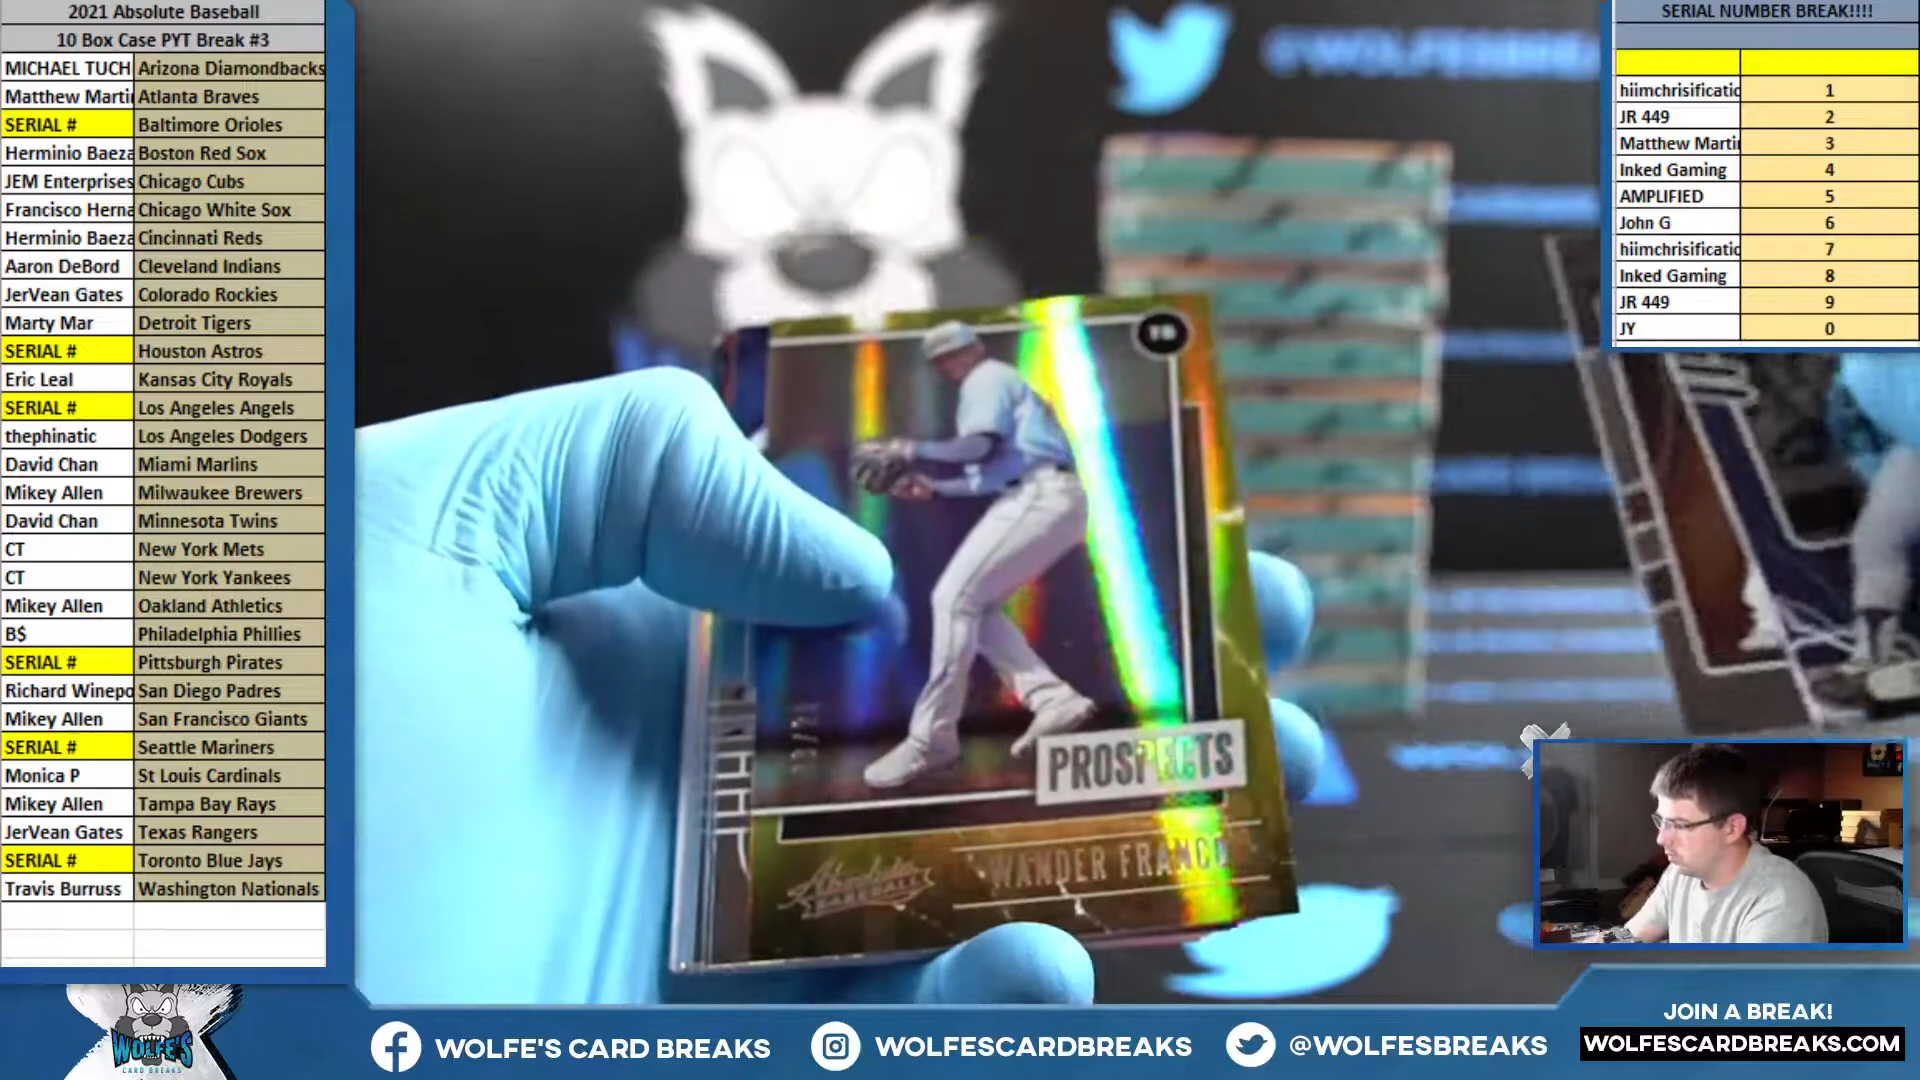 2021 Absolute Baseball
10 Box Case PYT Break #3
MICHAEL TUCH Arizona Diamondbacks
Matthew Marti Atlanta Braves
SERIAL # Baltimore Orioles
Herminio Baeza Boston Red Sox
JEM Enterprises Chicago Cubs
Francisco Herna Chicago White Sox
Herminio Baeza Cincinnati Reds
Aaron DeBord Cleveland Indians
JerVean Gates Colorado Rockies
Marty Mar Detroit Tigers
SERIAL # Houston Astros
Eric Leal Kansas City Royals
SERIAL # Los Angeles Angels
thephinatic Los Angeles Dodgers
David Chan Miami Marlins
Mikey Allen Milwaukee Brewers
David Chan Minnesota Twins
CT New York Mets
CT New York Yankees
Mikey Allen Oakland Athletics
B$ Philadelphia Phillies
SERIAL # Pittsburgh Pirates
Richard Winepo San Diego Padres
Mikey Allen San Francisco Giants
SERIAL # Seattle Mariners
Monica P St Louis Cardinals
Mikey Allen Tampa Bay Rays
JerVean Gates Texas Rangers
SERIAL # Toronto Blue Jays
Travis Burruss Washington Nationals
@WOLFESBREA
TB
PROSPECTS
WANDER FRANCO
Absolute
BASEBALL
SERIAL NUMBER BREAK!!!!
hiimchrisificatio 1
JR 449 2
Matthew Marti 3
Inked Gaming 4
AMPLIFIED 5
John G 6
hiimchrisificatio 7
Inked Gaming 8
JR 449 9
JY 0
WOLFE'S
CARD BREAKS
WOLFE'S CARD BREAKS
WOLFESCARDBREAKS
@WOLFESBREAKS
JOIN A BREAK!
WOLFESCARDBREAKS.COM